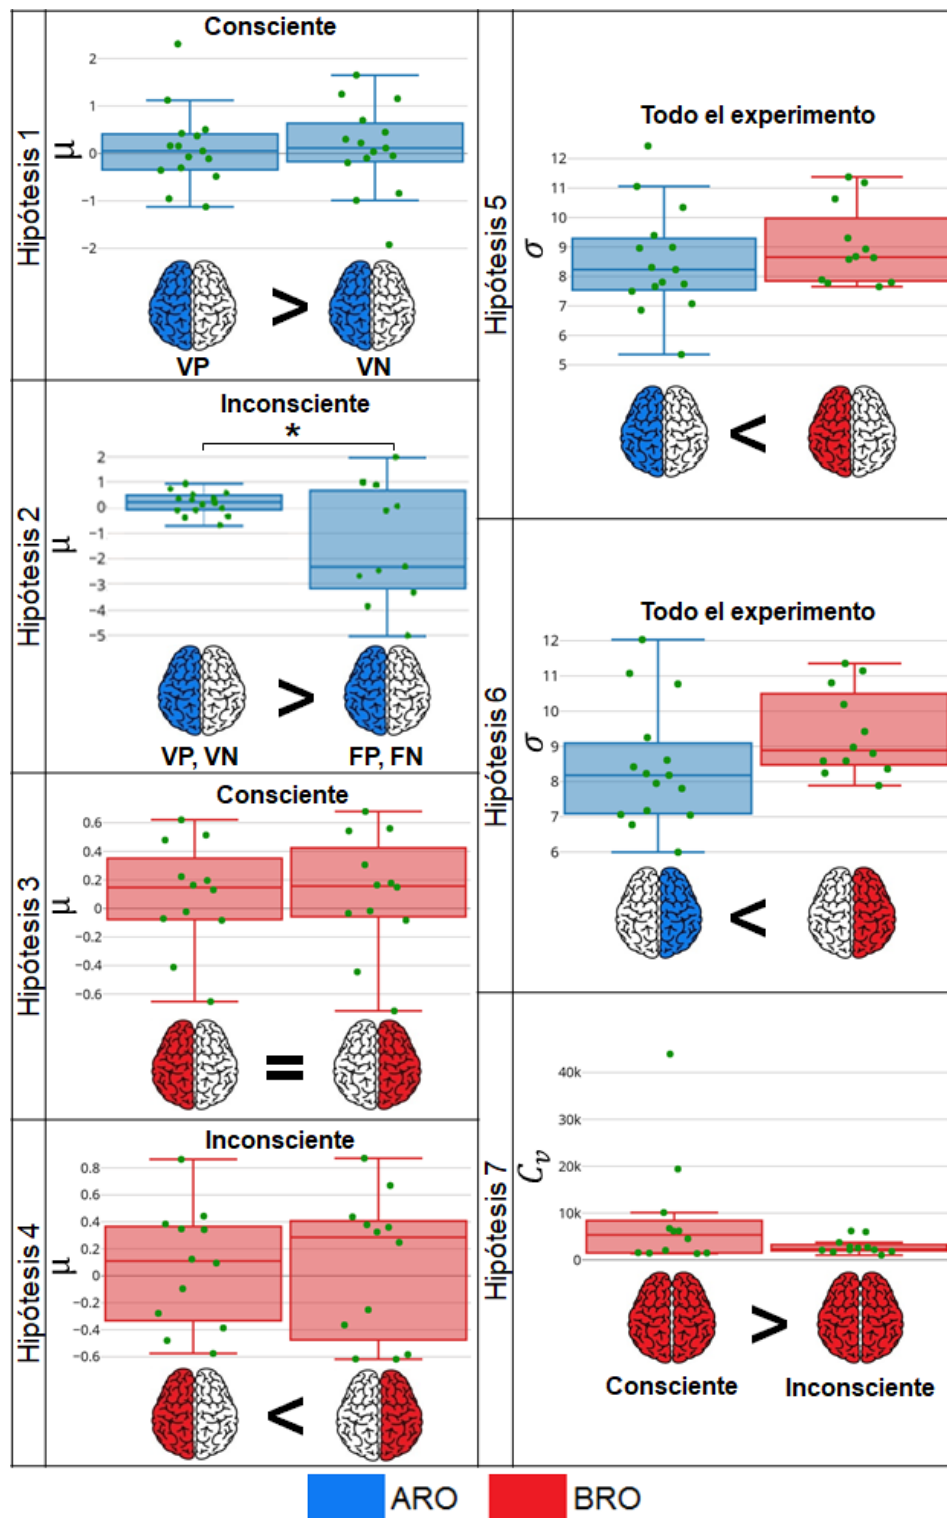 Hipótesis 1
Consciente
μ
2
1
0
−1
−2
>
VP
VN
Hipótesis 2
Inconsciente
*
μ
2
1
0
−1
−2
−3
−4
−5
>
VP, VN
FP, FN
Hipótesis 3
Consciente
μ
0.6
0.4
0.2
0
−0.2
−0.4
−0.6
=
Hipótesis 4
Inconsciente
μ
0.8
0.6
0.4
0.2
0
−0.2
−0.4
−0.6
<
Hipótesis 5
Todo el experimento
σ
12
11
10
9
8
7
6
5
<
Hipótesis 6
Todo el experimento
σ
12
11
10
9
8
7
6
<
Hipótesis 7
Cv
40k
30k
20k
10k
0
>
Consciente
Inconsciente
ARO
BRO